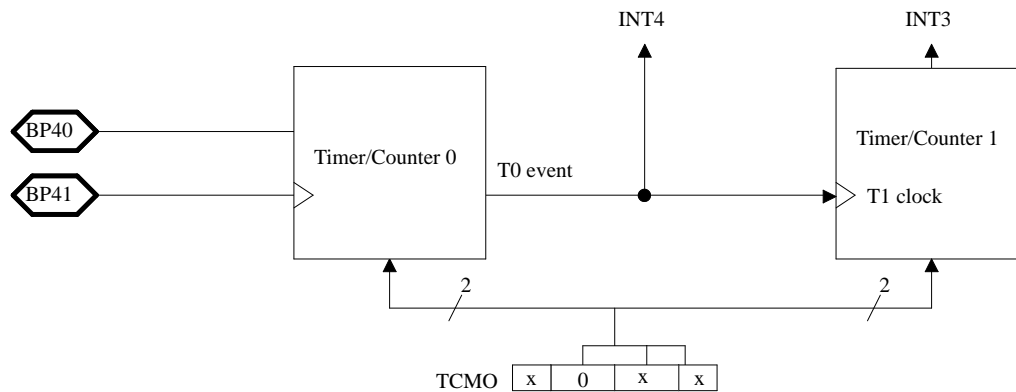 INT4 INT3
BP40
Timer/Counter 0
Timer/Counter 1
BP41
T0 event
T1 clock
2 2
TCMO x 0 x x